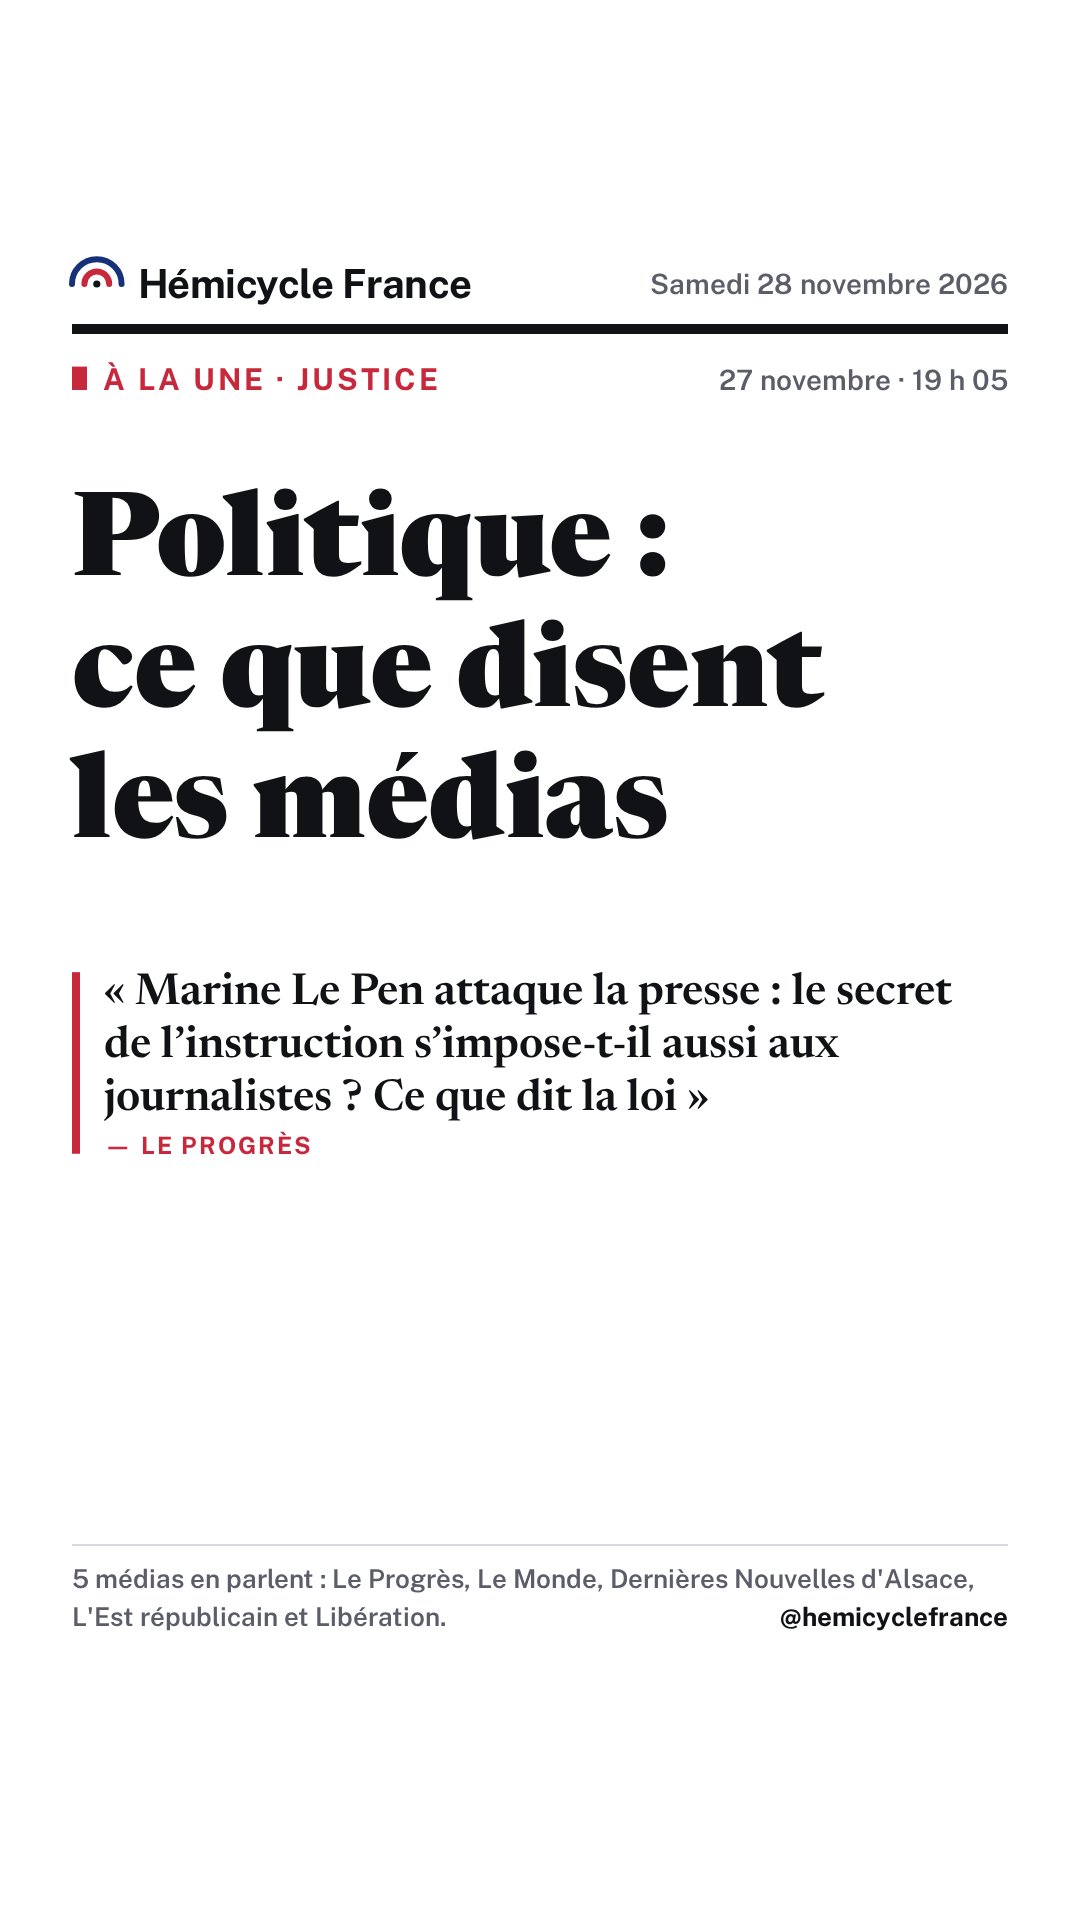 Hémicycle France
Samedi 28 novembre 2026
À LA UNE · JUSTICE
27 novembre · 19 h 05
Politique :
ce que disent
les médias
« Marine Le Pen attaque la presse : le secret
de l’instruction s’impose-t-il aussi aux
journalistes ? Ce que dit la loi »
— LE PROGRÈS
5 médias en parlent : Le Progrès, Le Monde, Dernières Nouvelles d'Alsace,
L'Est républicain et Libération.
@hemicyclefrance